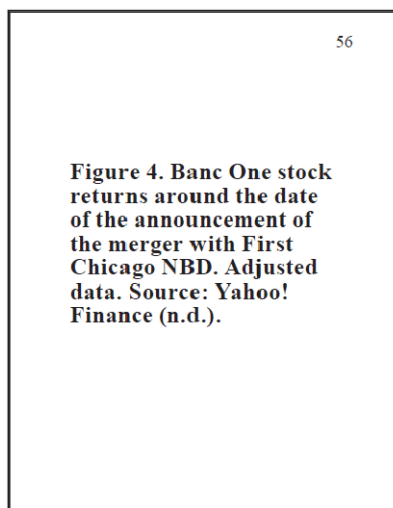 56
Figure 4. Banc One stock
returns around the date
of the announcement of
the merger with First
Chicago NBD. Adjusted
data. Source: Yahoo!
Finance (n.d.).